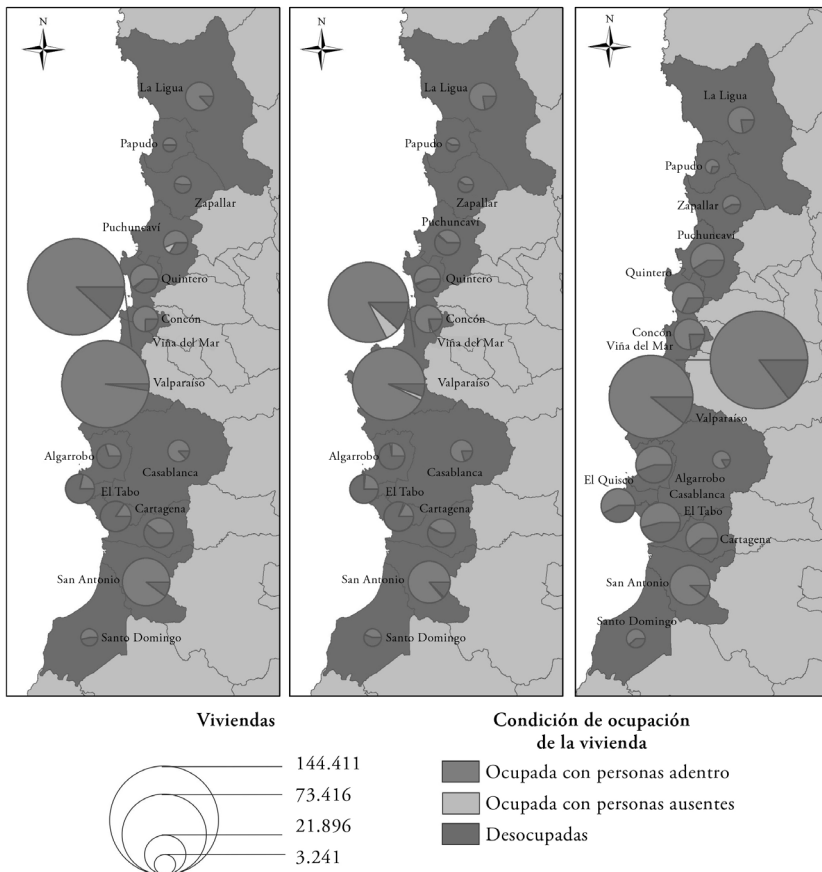 N
La Ligua
Papudo
Zapallar
Puchuncaví
Quintero
Concón
Viña del Mar
Valparaíso
Algarrobo
Casablanca
El Tabo
Cartagena
San Antonio
Santo Domingo
N
La Ligua
Papudo
Zapallar
Puchuncaví
Quintero
Concón
Viña del Mar
Valparaíso
Algarrobo
Casablanca
El Tabo
Cartagena
San Antonio
Santo Domingo
N
La Ligua
Papudo
Zapallar
Puchuncaví
Quintero
Concón
Viña del Mar
Valparaíso
El Quisco
Algarrobo
Casablanca
El Tabo
Cartagena
San Antonio
Santo Domingo
Viviendas
144.411
73.416
21.896
3.241
Condición de ocupación
de la vivienda
Ocupada con personas adentro
Ocupada con personas ausentes
Desocupadas